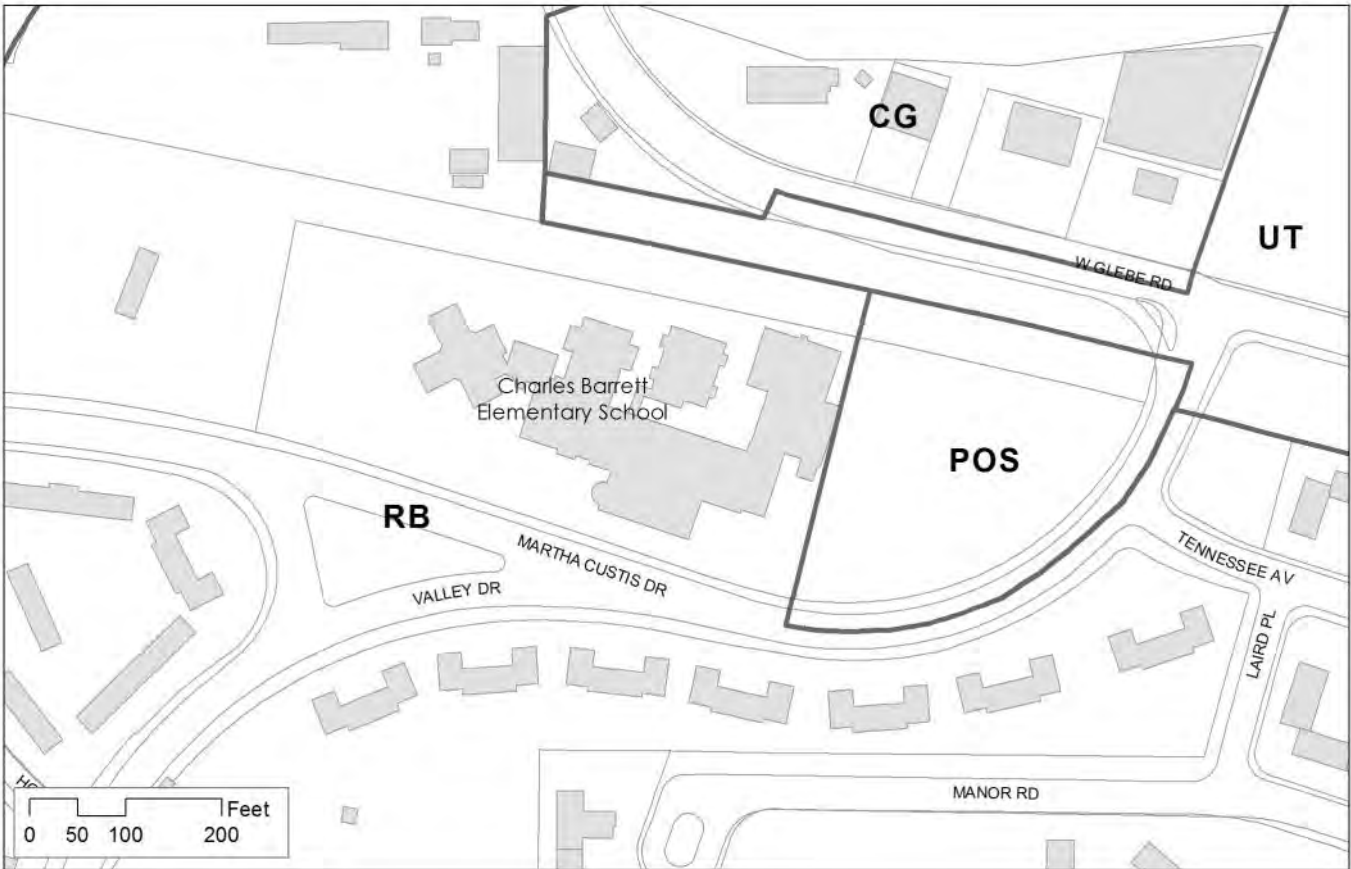 CG
UT
W GLEBE RD
Charles Barrett
Elementary School
POS
RB
MARTHA CUSTIS DR
VALLEY DR
TENNESSEE AV
LAIRD PL
MANOR RD
Feet
0 50 100 200